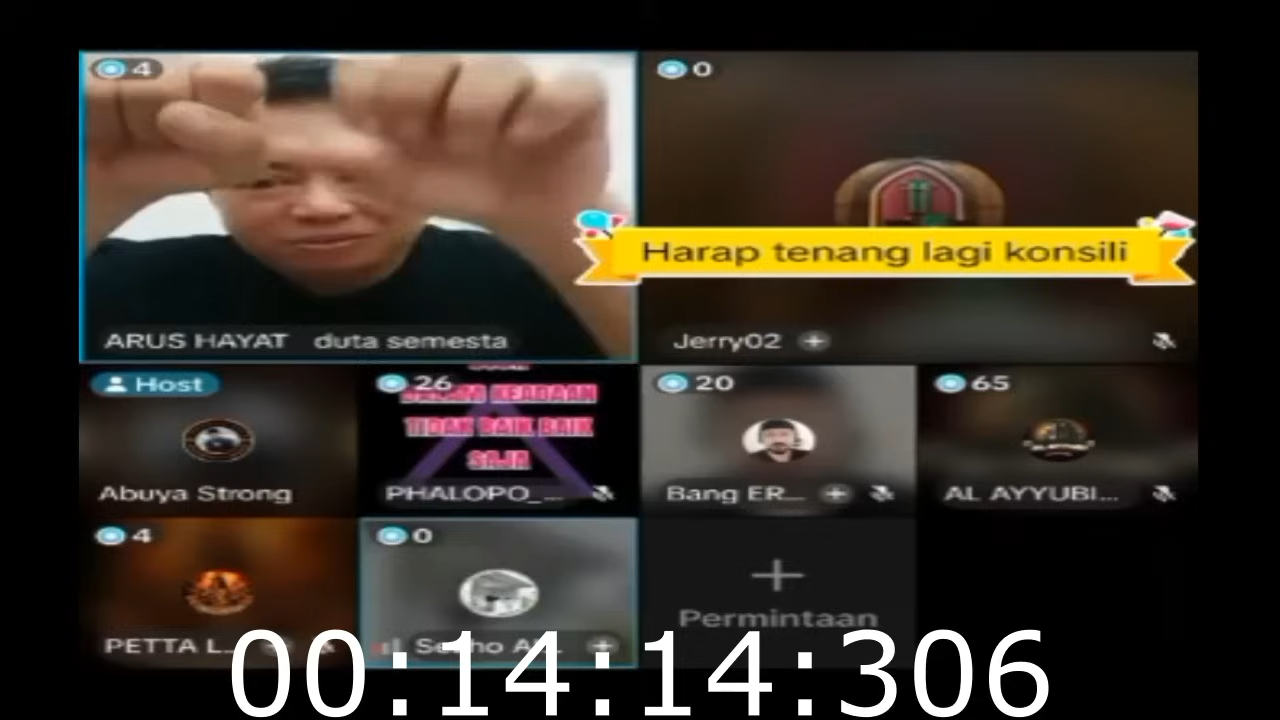 4
0
Harap tenang lagi konsili
ARUS HAYAT duta semesta
Jerry02
Host
26
20
65
KEADAAN
TIDAK BAIK BAIK
SAJA
Abuya Strong
PHALOPO_...
Bang ER...
AL AYYUBI...
4
0
Permintaan
PETTA L...
00:14:14:306